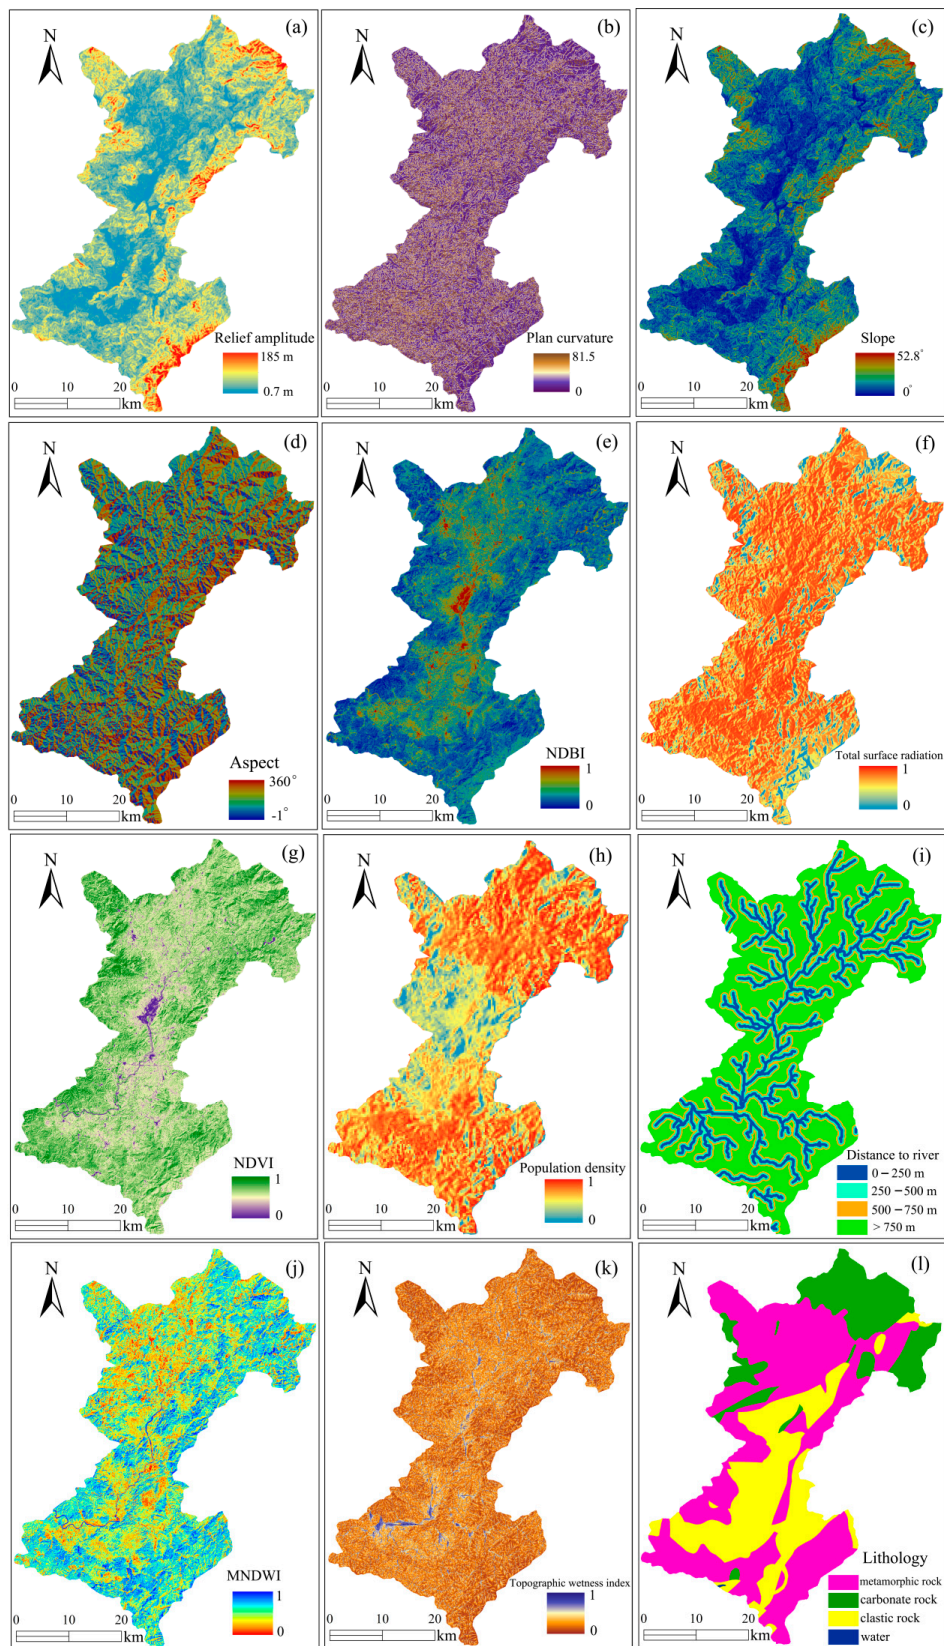 (a)
N
Relief amplitude
185 m
0.7 m
0 10 20
km
(b)
N
Plan curvature
81.5
0
0 10 20
km
(c)
N
Slope
52.8°
0°
0 10 20
km
(d)
N
Aspect
360°
-1°
0 10 20
km
(e)
N
NDBI
1
0
0 10 20
km
(f)
N
Total surface radiation
1
0
0 10 20
km
(g)
N
NDVI
1
0
0 10 20
km
(h)
N
Population density
1
0
0 10 20
km
(i)
N
Distance to river
0−250 m
250−500 m
500−750 m
> 750 m
0 10 20
km
(j)
N
MNDWI
1
0
0 10 20
km
(k)
N
Topographic wetness index
1
0
0 10 20
km
(l)
N
Lithology
metamorphic rock
carbonate rock
clastic rock
water
0 10 20
km